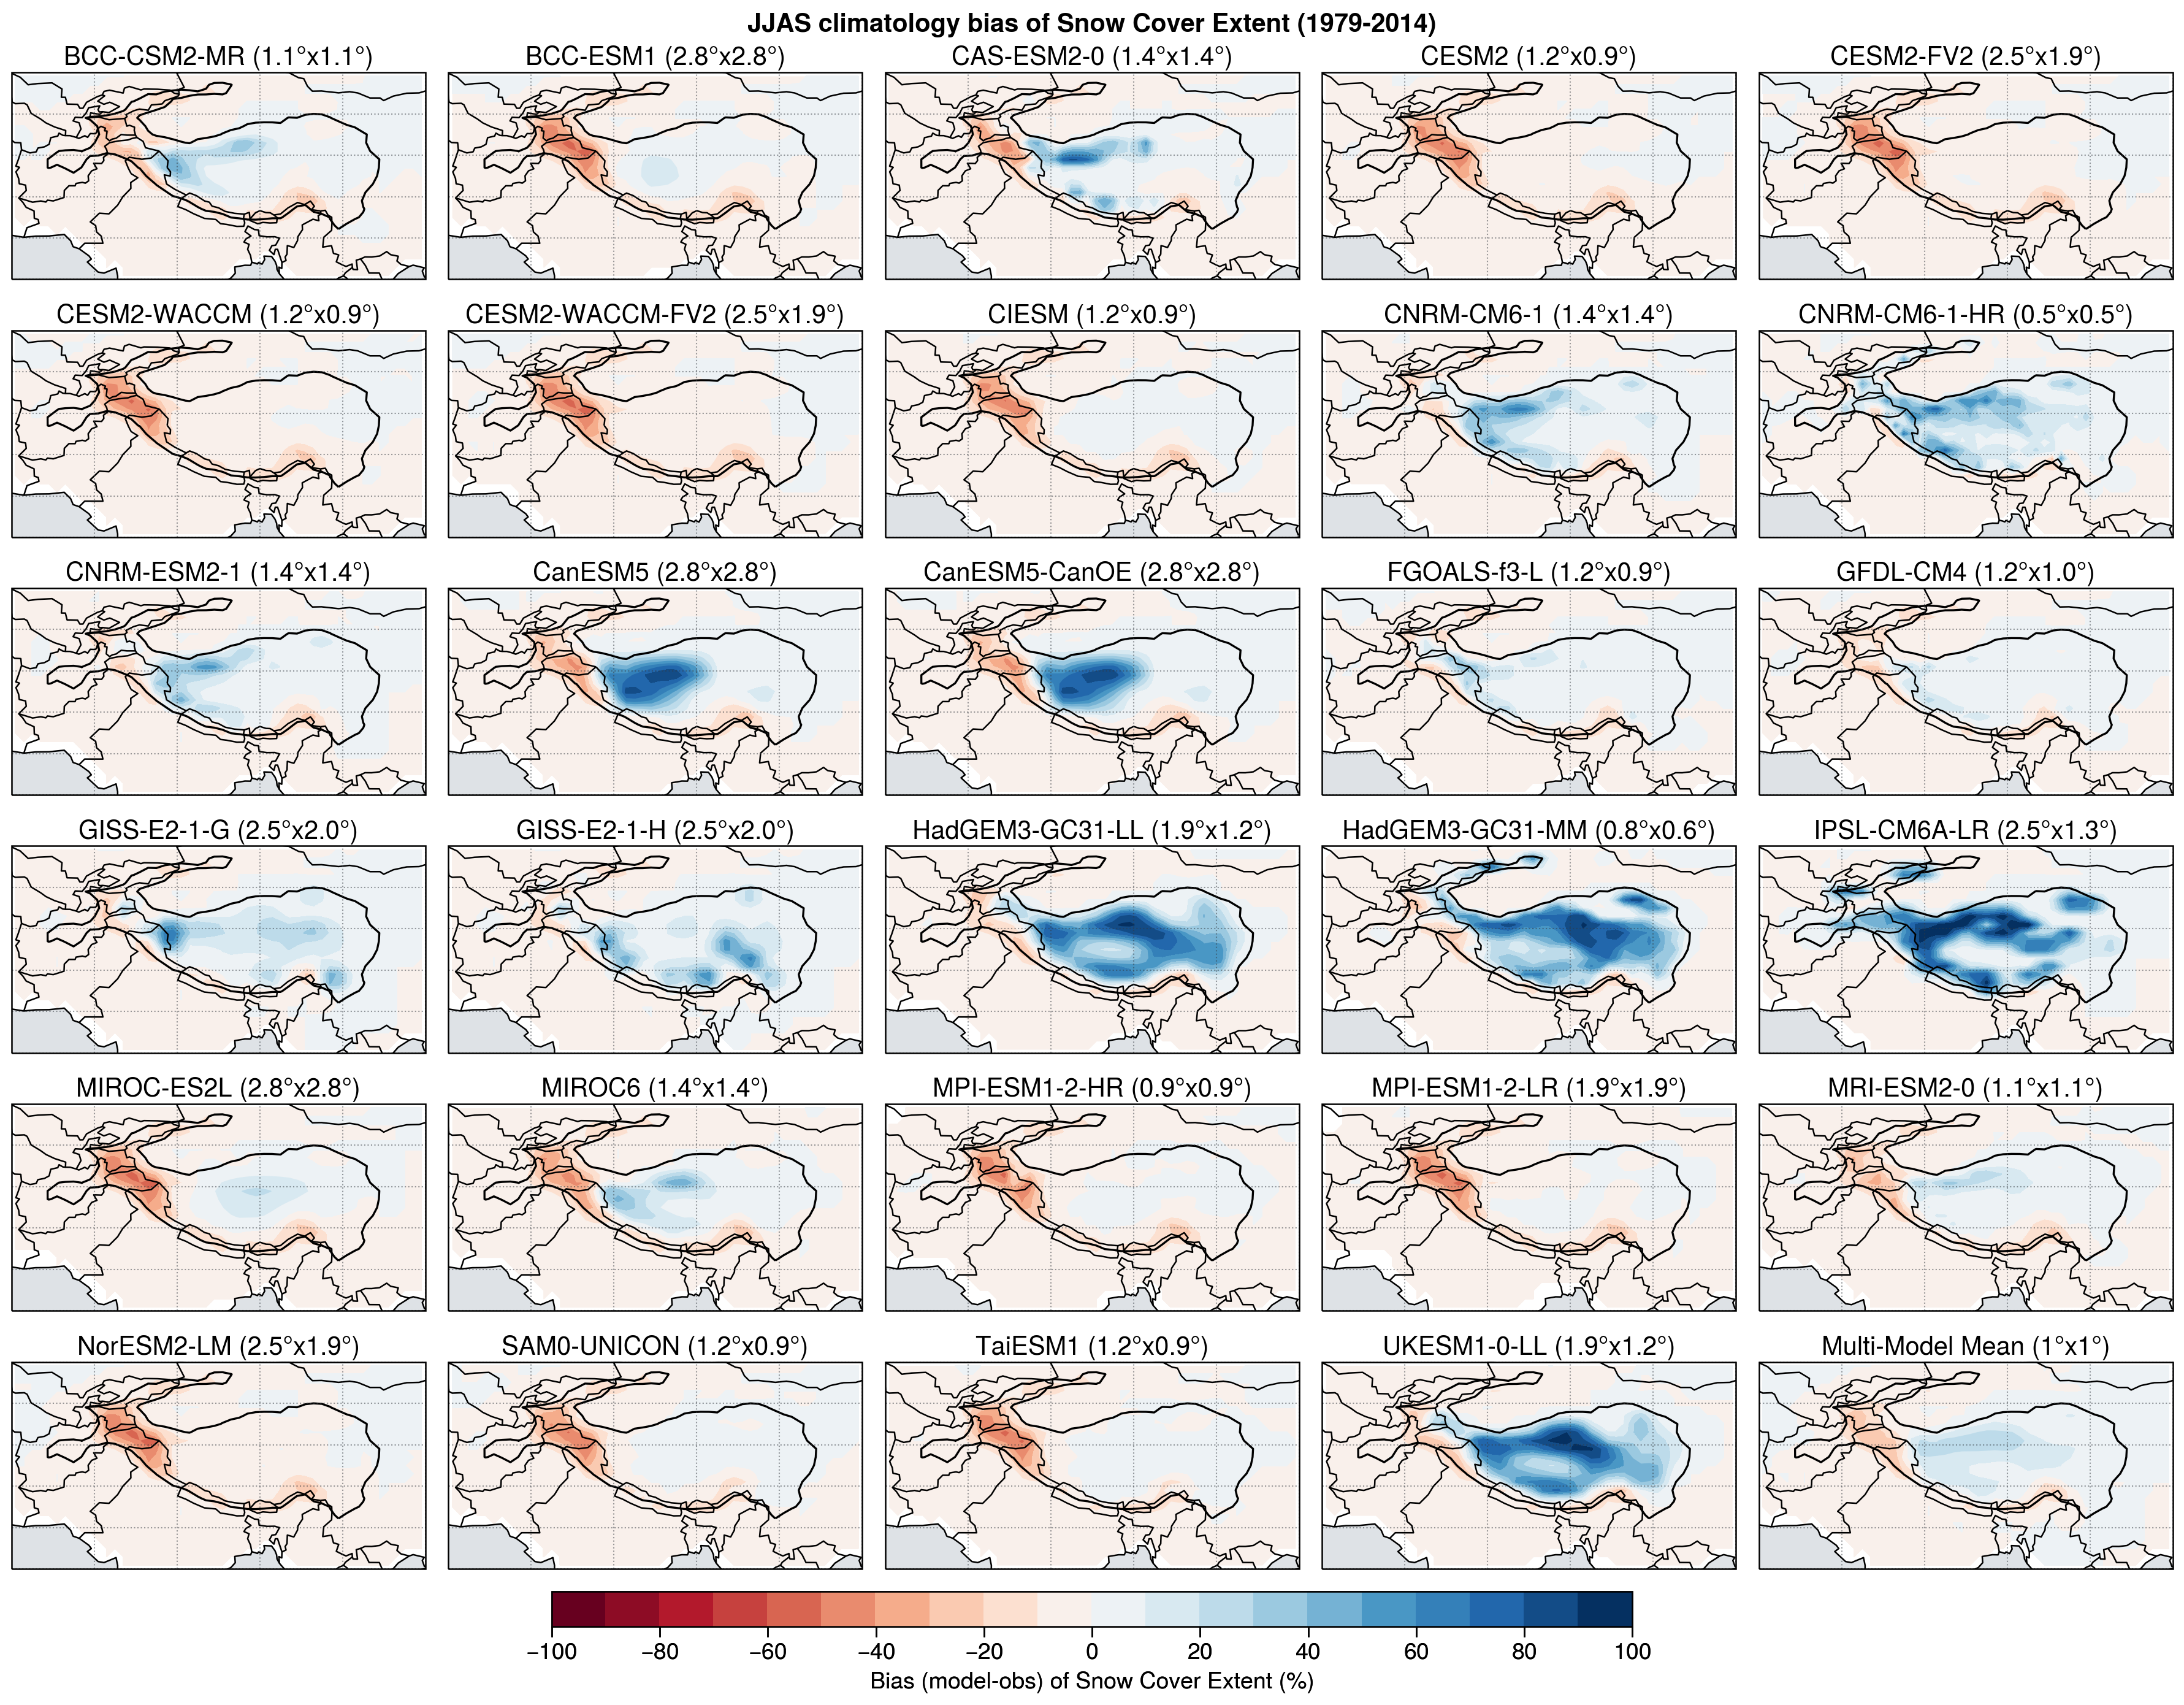 JJAS climatology bias of Snow Cover Extent (1979-2014)
BCC-CSM2-MR (1.1°x1.1°)
BCC-ESM1 (2.8°x2.8°)
CAS-ESM2-0 (1.4°x1.4°)
CESM2 (1.2°x0.9°)
CESM2-FV2 (2.5°x1.9°)
CESM2-WACCM (1.2°x0.9°)
CESM2-WACCM-FV2 (2.5°x1.9°)
CIESM (1.2°x0.9°)
CNRM-CM6-1 (1.4°x1.4°)
CNRM-CM6-1-HR (0.5°x0.5°)
CNRM-ESM2-1 (1.4°x1.4°)
CanESM5 (2.8°x2.8°)
CanESM5-CanOE (2.8°x2.8°)
FGOALS-f3-L (1.2°x0.9°)
GFDL-CM4 (1.2°x1.0°)
GISS-E2-1-G (2.5°x2.0°)
GISS-E2-1-H (2.5°x2.0°)
HadGEM3-GC31-LL (1.9°x1.2°)
HadGEM3-GC31-MM (0.8°x0.6°)
IPSL-CM6A-LR (2.5°x1.3°)
MIROC-ES2L (2.8°x2.8°)
MIROC6 (1.4°x1.4°)
MPI-ESM1-2-HR (0.9°x0.9°)
MPI-ESM1-2-LR (1.9°x1.9°)
MRI-ESM2-0 (1.1°x1.1°)
NorESM2-LM (2.5°x1.9°)
SAM0-UNICON (1.2°x0.9°)
TaiESM1 (1.2°x0.9°)
UKESM1-0-LL (1.9°x1.2°)
Multi-Model Mean (1°x1°)
−100 −80 −60 −40 −20 0 20 40 60 80 100
Bias (model-obs) of Snow Cover Extent (%)